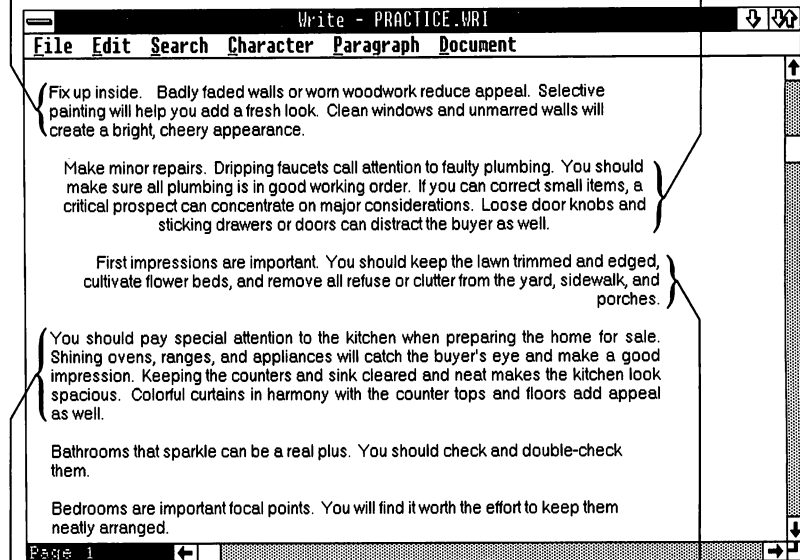 Write - PRACTICE.WRI
File Edit Search Character Paragraph Document
Fix up inside. Badly faded walls or worn woodwork reduce appeal. Selective
painting will help you add a fresh look. Clean windows and unmarred walls will
create a bright, cheery appearance.
Make minor repairs. Dripping faucets call attention to faulty plumbing. You should
make sure all plumbing is in good working order. If you can correct small items, a
critical prospect can concentrate on major considerations. Loose door knobs and
sticking drawers or doors can distract the buyer as well.
First impressions are important. You should keep the lawn trimmed and edged,
cultivate flower beds, and remove all refuse or clutter from the yard, sidewalk, and
porches.
You should pay special attention to the kitchen when preparing the home for sale.
Shining ovens, ranges, and appliances will catch the buyer's eye and make a good
impression. Keeping the counters and sink cleared and neat makes the kitchen look
spacious. Colorful curtains in harmony with the counter tops and floors add appeal
as well.
Bathrooms that sparkle can be a real plus. You should check and double-check
them.
Bedrooms are important focal points. You will find it worth the effort to keep them
neatly arranged.
Page 1